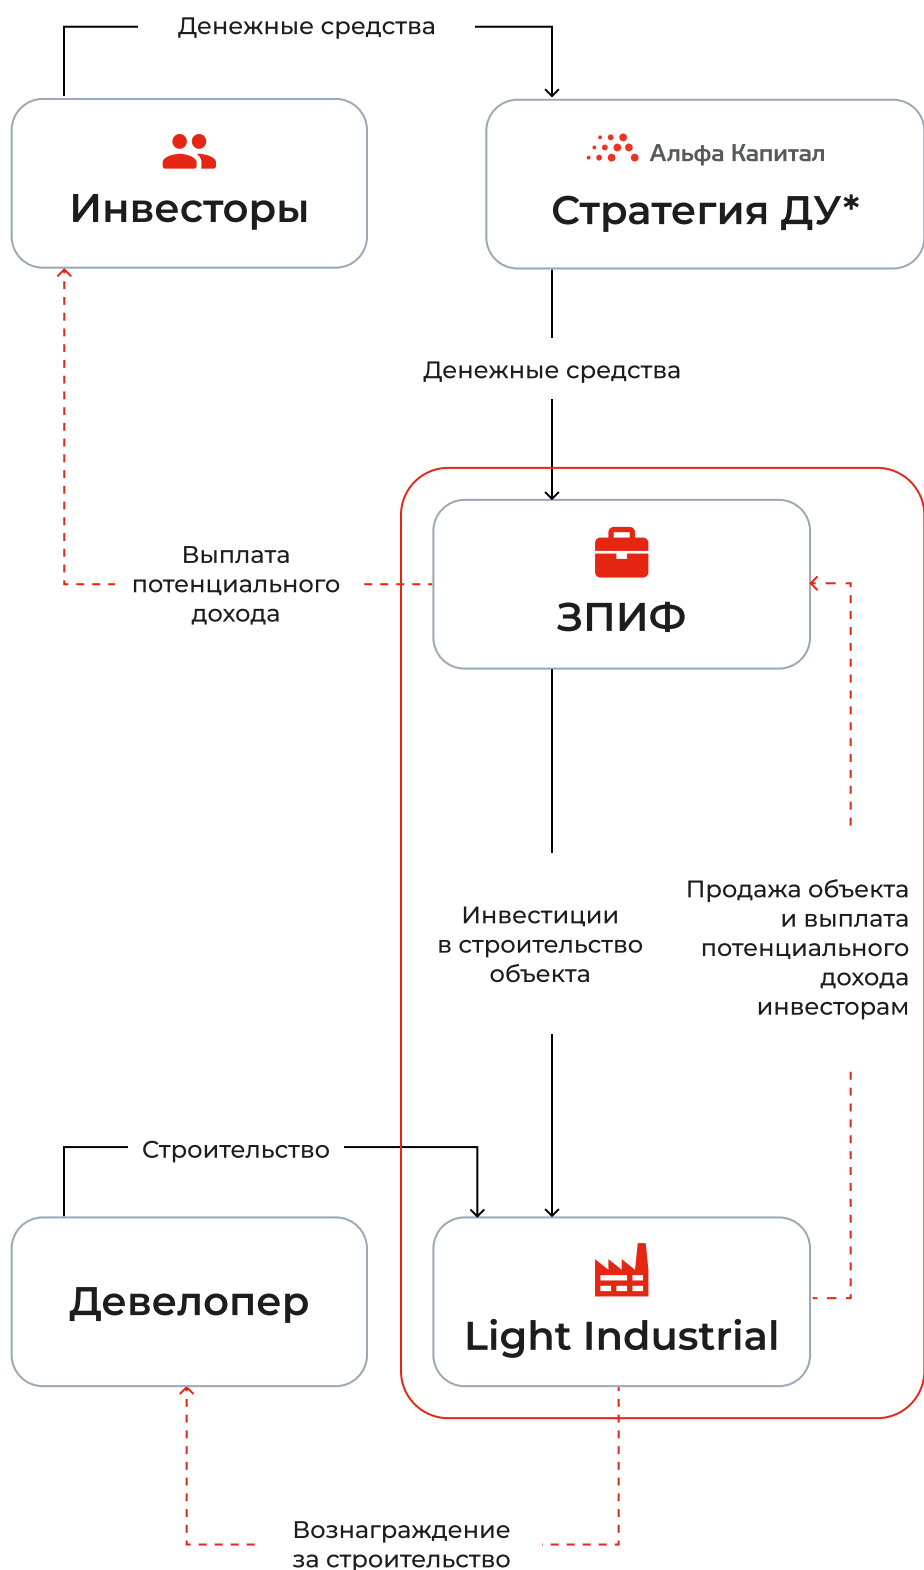 Денежные средства
Инвесторы
Альфа Капитал
Стратегия ДУ*
Денежные средства
Выплата
потенциального
дохода
ЗПИФ
Инвестиции
в строительство
объекта
Продажа объекта
и выплата
потенциального
дохода
инвесторам
Строительство
Девелопер
Light Industrial
Вознаграждение
за строительство